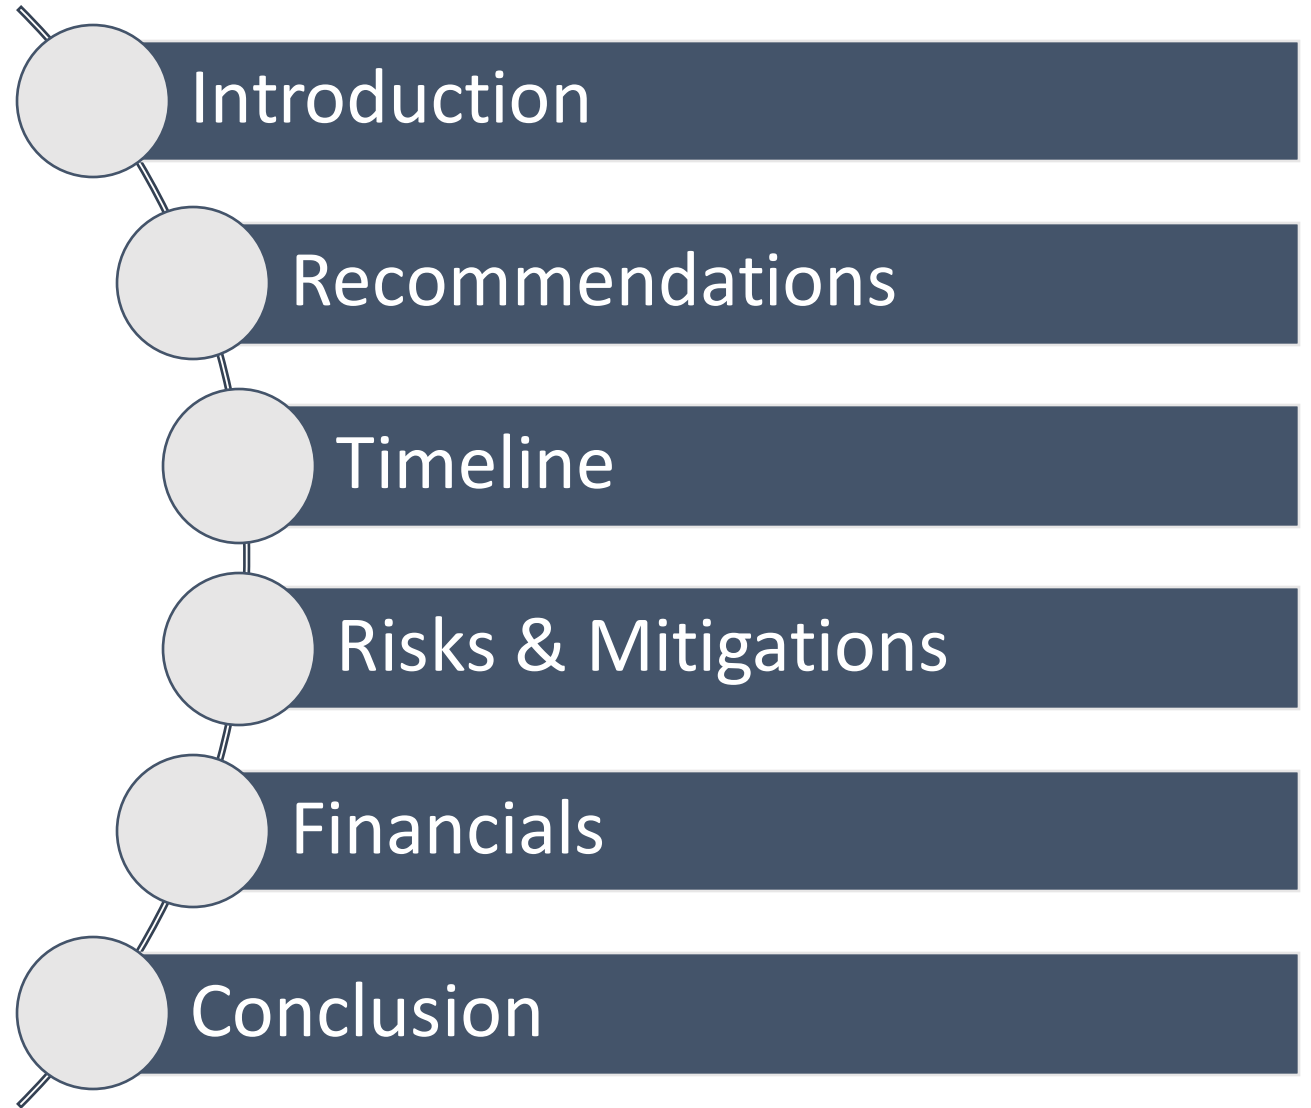 Introduction
Recommendations
Timeline
Risks & Mitigations
Financials
Conclusion